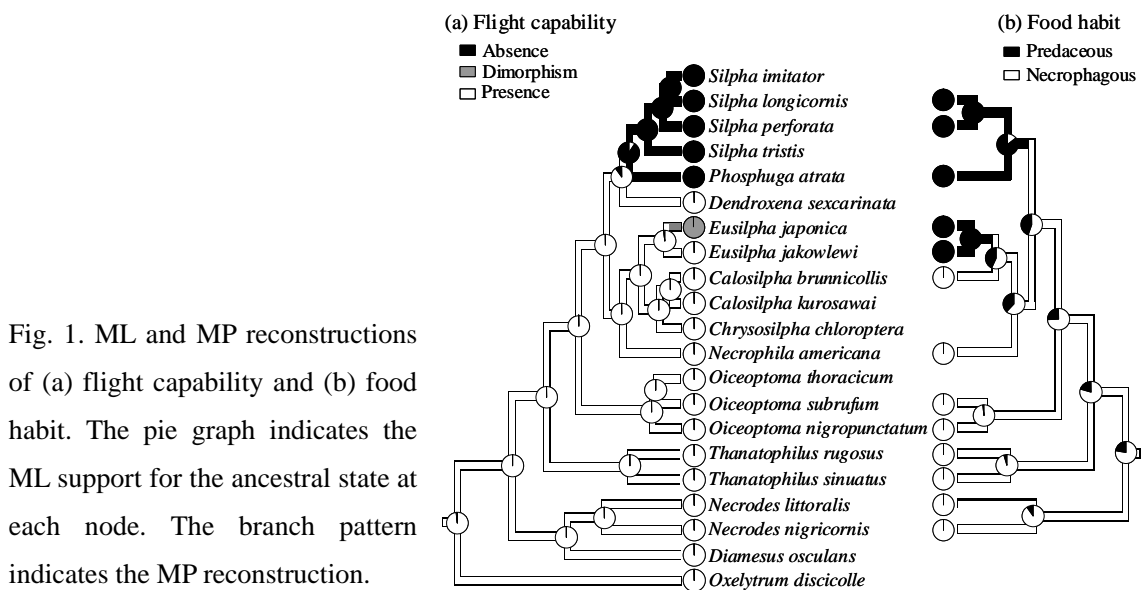 (a) Flight capability
Absence
Dimorphism
Presence
(b) Food habit
Predaceous
Necrophagous
Silpha imitator
Silpha longicornis
Silpha perforata
Silpha tristis
Phosphuga atrata
Dendroxena sexcarinata
Eusilpha japonica
Eusilpha jakowlewi
Calosilpha brunnicollis
Calosilpha kurosawai
Chrysosilpha chloroptera
Necrophila americana
Oiceoptoma thoracicum
Oiceoptoma subrufum
Oiceoptoma nigropunctatum
Thanatophilus rugosus
Thanatophilus sinuatus
Necrodes littoralis
Necrodes nigricornis
Diamesus osculans
Oxelytrum discicolle
Fig. 1. ML and MP reconstructions
of (a) flight capability and (b) food
habit. The pie graph indicates the
ML support for the ancestral state at
each node. The branch pattern
indicates the MP reconstruction.